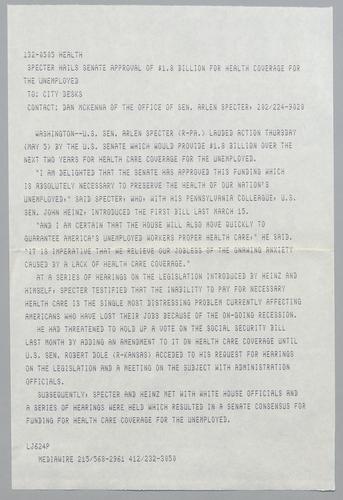 132-0505 HEALTH
SPECTER HAILS SENATE APPROVAL OF $1.8 BILLION FOR HEALTH COVERAGE FOR
THE UNEMPLOYED
TO: CITY DESKS
CONTACT: DAN MCKENNA OF THE OFFICE OF SEN. ARLEN SPECTER, 202/224-9020
WASHINGTON--U.S. SEN. ARLEN SPECTER (R-PA.) LAUDED ACTION THURSDAY
(MAY 5) BY THE U.S. SENATE WHICH WOULD PROVIDE $1.8 BILLION OVER THE
NEXT TWO YEARS FOR HEALTH CARE COVERAGE FOR THE UNEMPLOYED.
"I AM DELIGHTED THAT THE SENATE HAS APPROVED THIS FUNDING WHICH
IS ABSOLUTELY NECESSARY TO PRESERVE THE HEALTH OF OUR NATION'S
UNEMPLOYED," SAID SPECTER, WHO, WITH HIS PENNSYLVANIA COLLEAGUE, U.S.
SEN. JOHN HEINZ, INTRODUCED THE FIRST BILL LAST MARCH 15.
"AND I AM CERTAIN THAT THE HOUSE WILL ALSO MOVE QUICKLY TO
GUARANTEE AMERICA'S UNEMPLOYED WORKERS PROPER HEALTH CARE," HE SAID.
"IT IS IMPERATIVE THAT WE RELIEVE OUR JOBLESS OF THE GNAWING ANXIETY
CAUSED BY A LACK OF HEALTH CARE COVERAGE."
AT A SERIES OF HEARINGS ON THE LEGISLATION INTRODUCED BY HEINZ AND
HIMSELF, SPECTER TESTIFIED THAT THE INABILITY TO PAY FOR NECESSARY
HEALTH CARE IS THE SINGLE MOST DISTRESSING PROBLEM CURRENTLY AFFECTING
AMERICANS WHO HAVE LOST THEIR JOBS BECAUSE OF THE ON-GOING RECESSION.
HE HAD THREATENED TO HOLD UP A VOTE ON THE SOCIAL SECURITY BILL
LAST MONTH BY ADDING AN AMENDMENT TO IT ON HEALTH CARE COVERAGE UNTIL
U.S. SEN. ROBERT DOLE (R-KANSAS) ACCEDED TO HIS REQUEST FOR HEARINGS
ON THE LEGISLATION AND A MEETING ON THE SUBJECT WITH ADMINISTRATION
OFFICIALS.
SUBSEQUENTLY, SPECTER AND HEINZ MET WITH WHITE HOUSE OFFICIALS AND
A SERIES OF HEARINGS WERE HELD WHICH RESULTED IN A SENATE CONSENSUS FOR
FUNDING FOR HEALTH CARE COVERAGE FOR THE UNEMPLOYED.
LJ624P
MEDIAWIRE 215/568-2961 412/232-3050